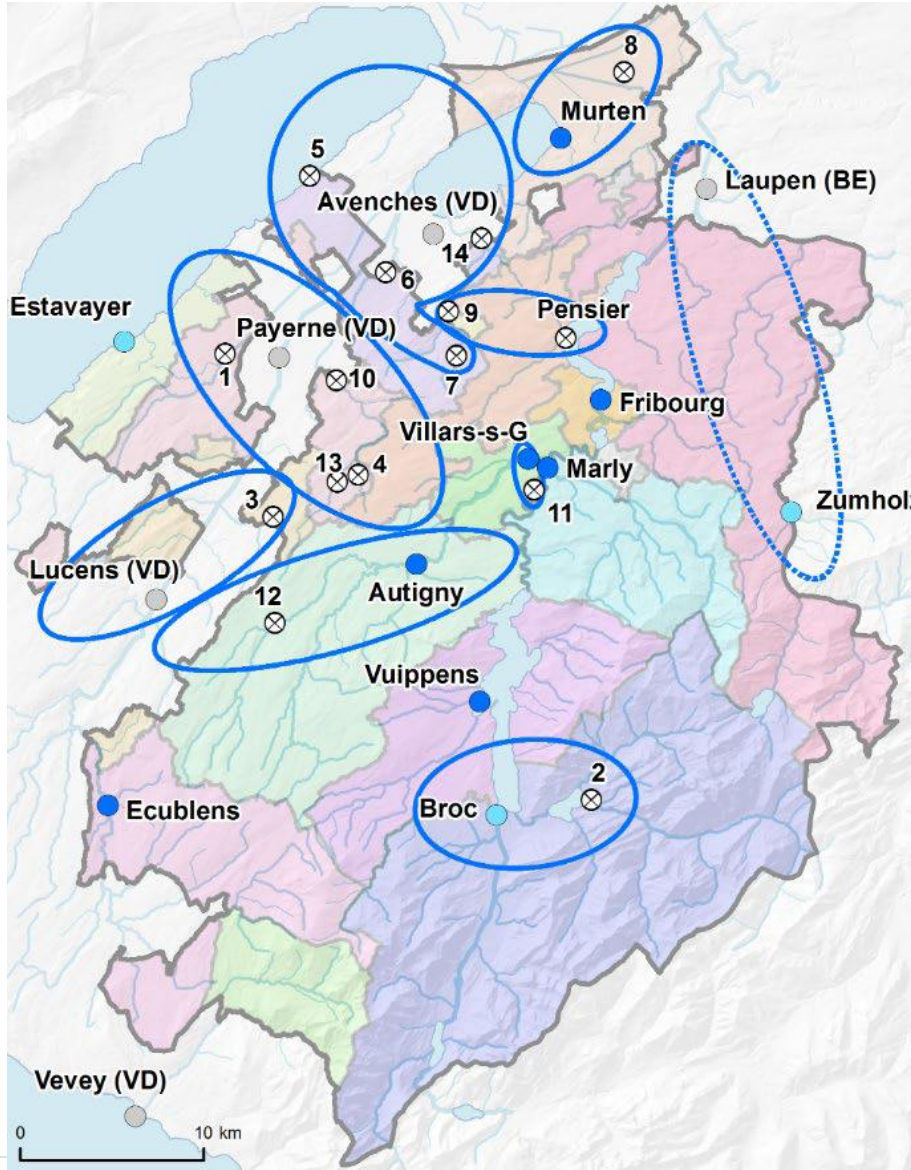 8
Murten
5
Laupen (BE)
Avenches (VD)
14
6
Estavayer
9
Pensier
Payerne (VD)
1
10
7
Fribourg
Villars-s-G
13
4
Marly
3
11
Zumholz
Lucens (VD)
12
Autigny
Vuippens
2
Broc
Ecublens
Vevey (VD)
0
10 km